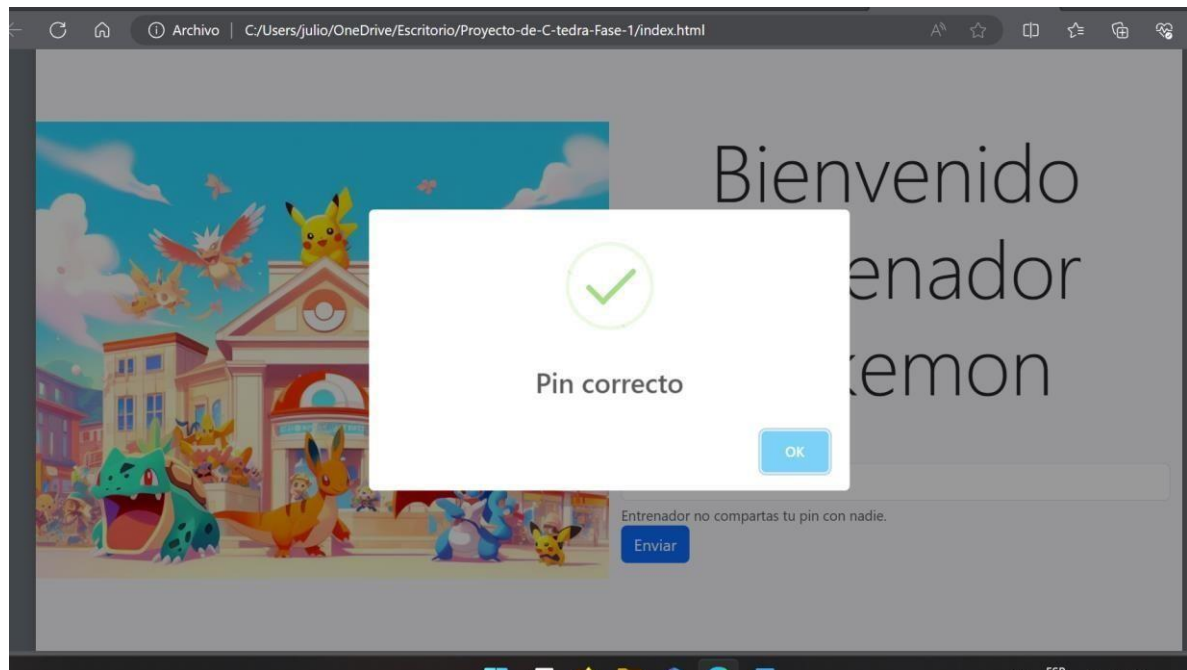 Archivo | C:/Users/julio/OneDrive/Escritorio/Proyecto-de-C-tedra-Fase-1/index.html
Bienvenido
enador
emon
Pin correcto
OK
Entrenador no compartas tu pin con nadie.
Enviar